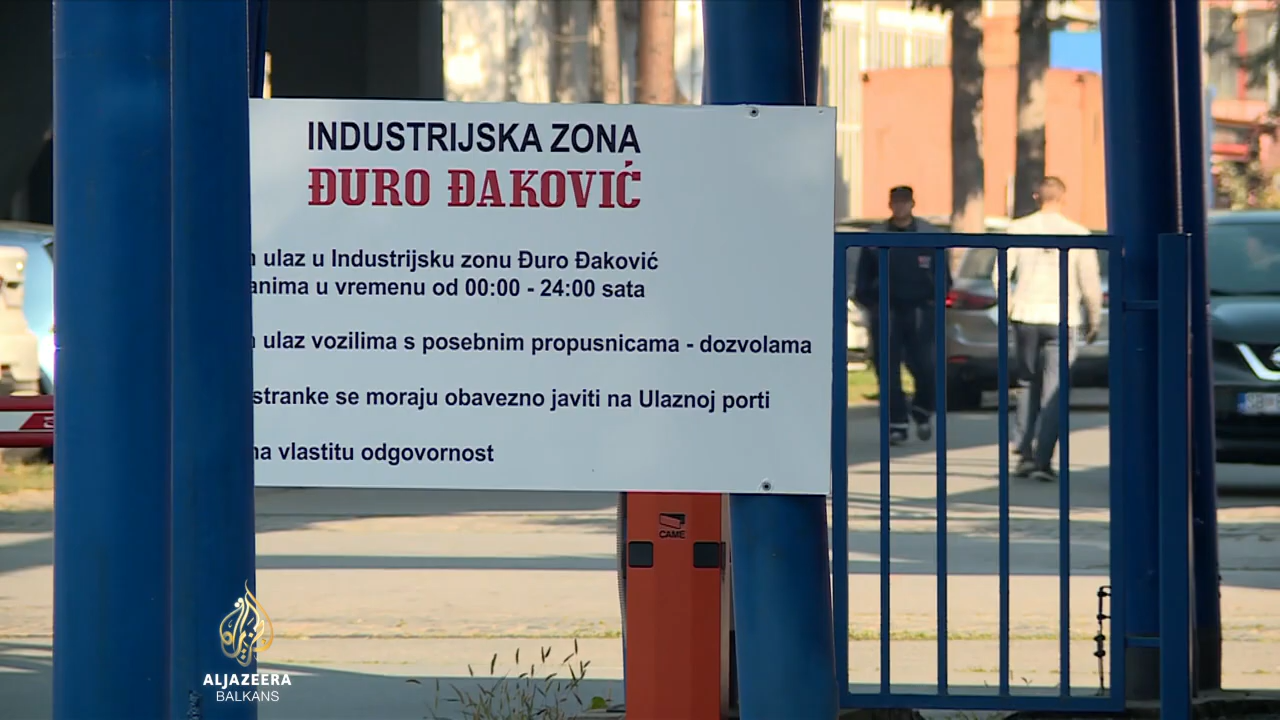 INDUSTRIJSKA ZONA
ĐURO ĐAKOVIĆ
ulaz u Industrijsku zonu Đuro Đaković
anima u vremenu od 00:00 - 24:00 sata
ulaz vozilima s posebnim propusnicama - dozvolama
stranke se moraju obavezno javiti na Ulaznoj porti
na vlastitu odgovornost
CAME
ALJAZEERA
BALKANS